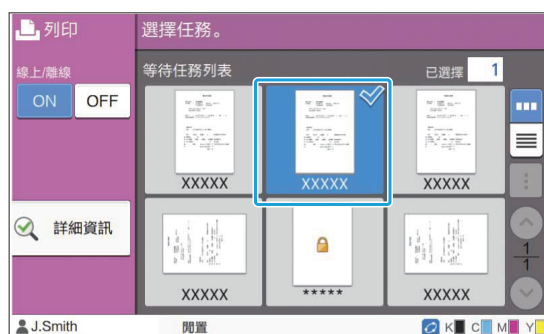 列印
選擇任務。
線上/離線
ON OFF
等待任務列表
已選擇 1
XXXXX
XXXXX
XXXXX
詳細資訊
XXXXX
*****
XXXXX
1
1
J.Smith
閒置
K C M Y